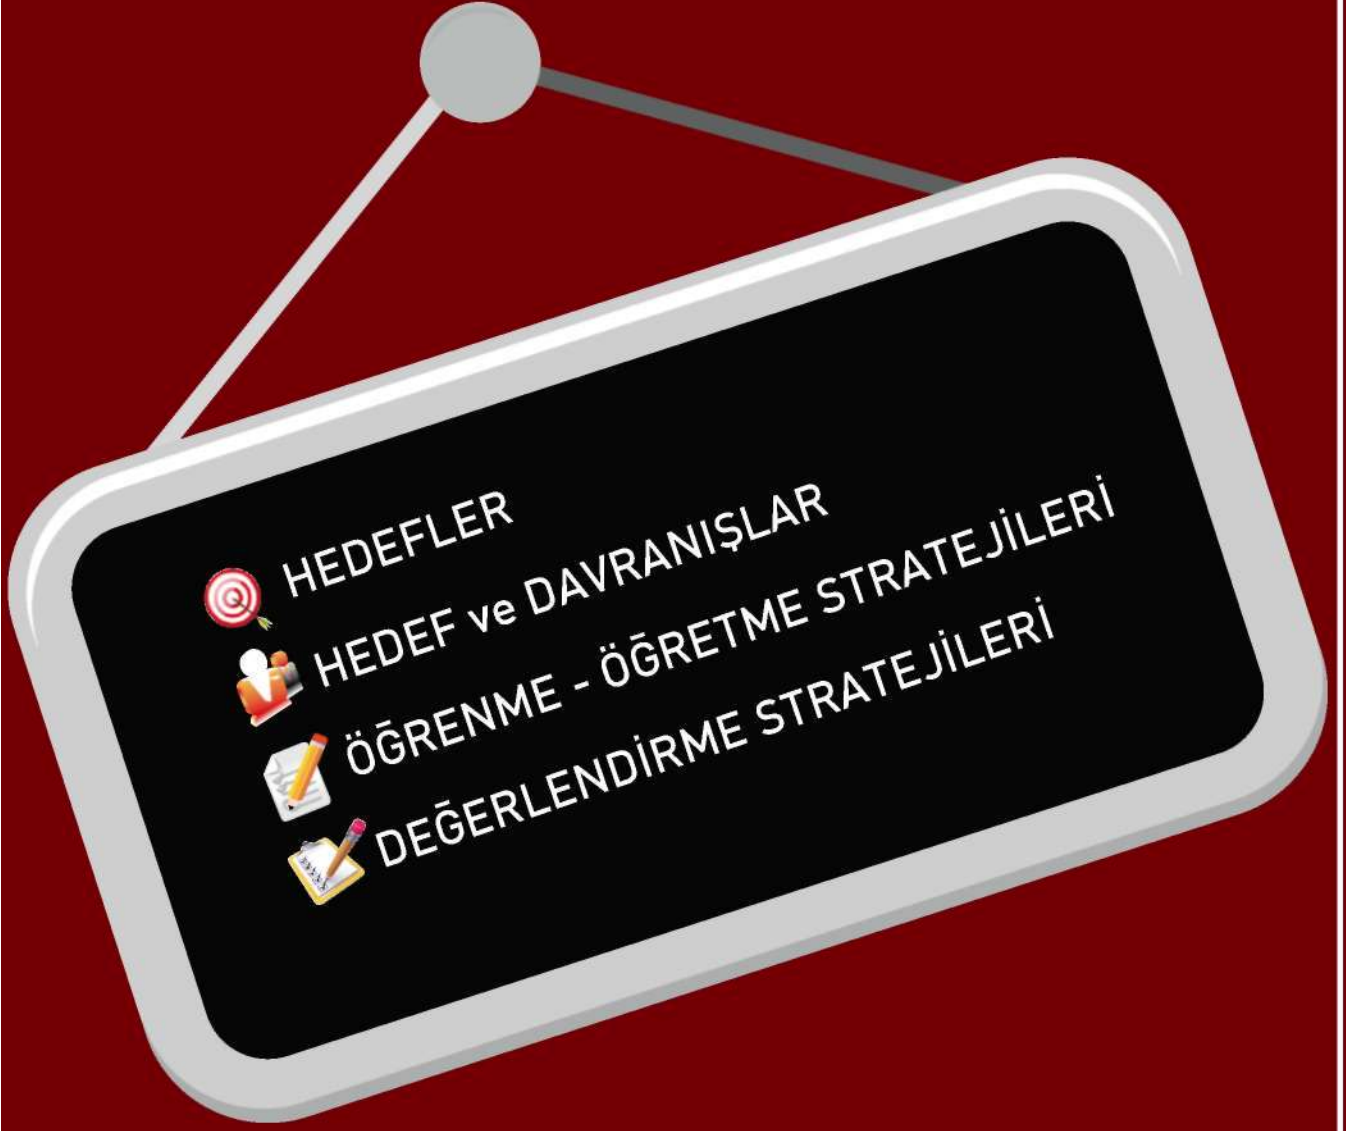 HEDEFLER
HEDEF ve DAVRANIŞLAR
ÖĞRENME - ÖĞRETME STRATEJİLERİ
DEĞERLENDİRME STRATEJİLERİ